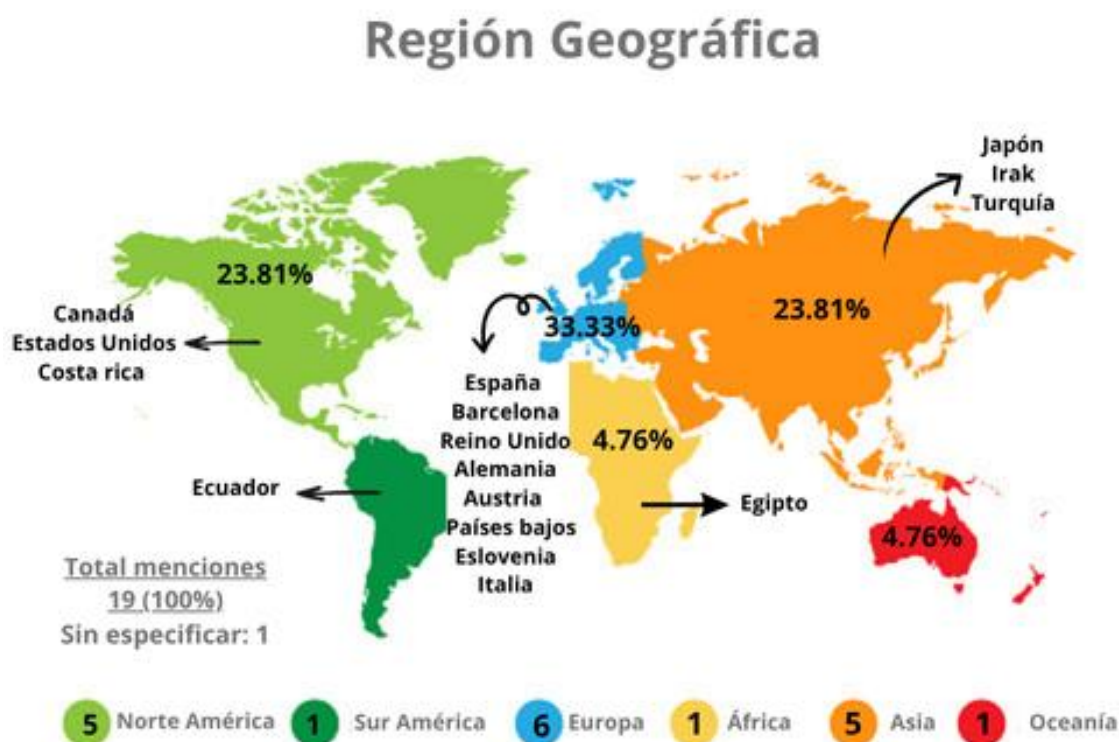 Región Geográfica
Japón
Irak
Turquía
23.81%
Canadá
Estados Unidos
Costa rica
33.33%
23.81%
España
Barcelona
Reino Unido
Alemania
Austria
Países bajos
Eslovenia
Italia
4.76%
Ecuador
Egipto
4.76%
Total menciones
19 (100%)
Sin especificar: 1
5 Norte América 1 Sur América 6 Europa 1 África 5 Asia 1 Oceanía